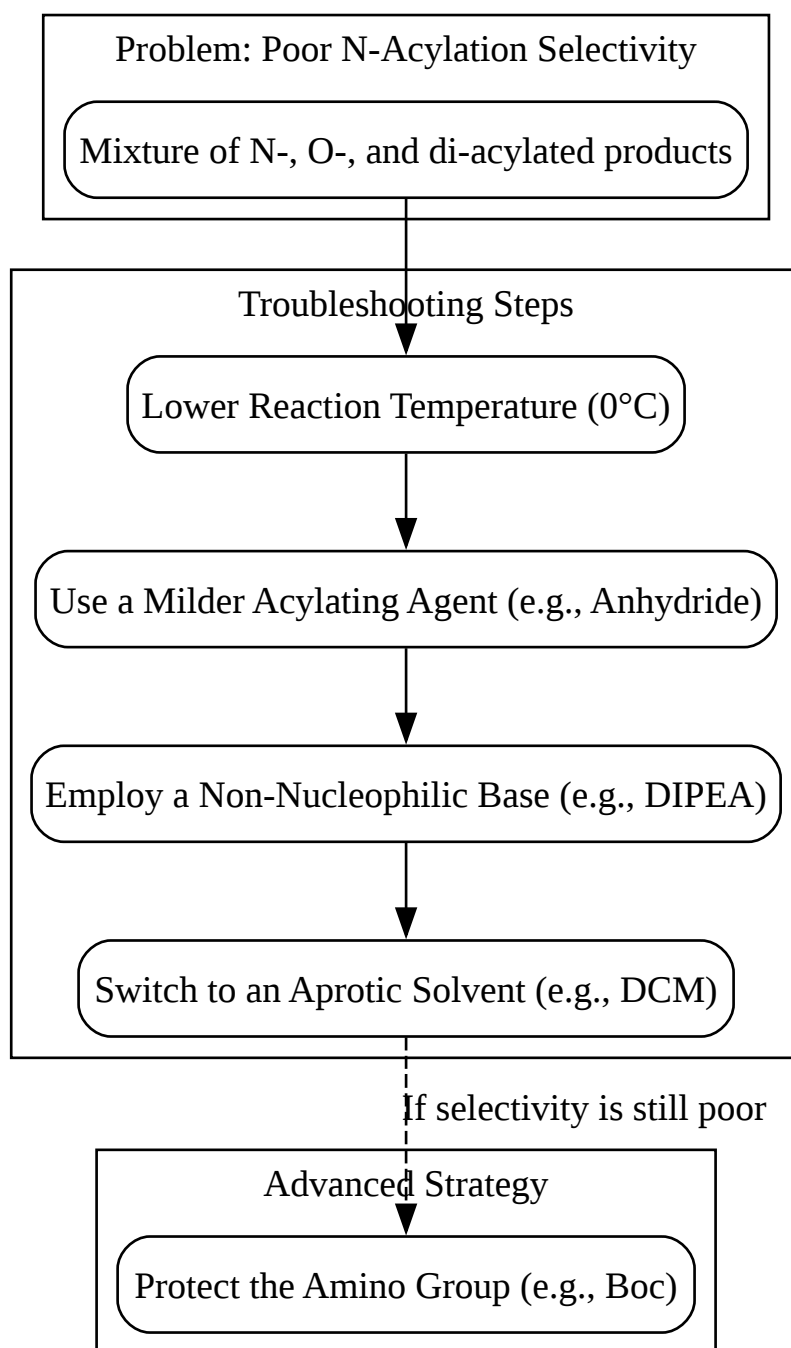 Problem: Poor N-Acylation Selectivity
Mixture of N-, O-, and di-acylated products
Troubleshooting Steps
Lower Reaction Temperature (0°C)
Use a Milder Acylating Agent (e.g., Anhydride)
Employ a Non-Nucleophilic Base (e.g., DIPEA)
Switch to an Aprotic Solvent (e.g., DCM)
If selectivity is still poor
Advanced Strategy
Protect the Amino Group (e.g., Boc)